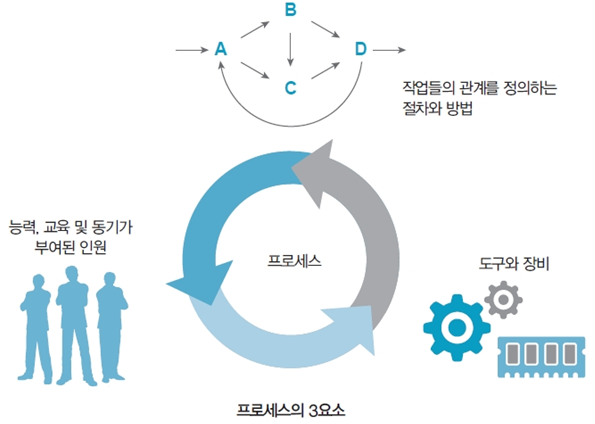 B
A
D
C
작업들의 관계를 정의하는
절차와 방법
능력, 교육 및 동기가
부여된 인원
프로세스
도구와 장비
프로세스의 3요소